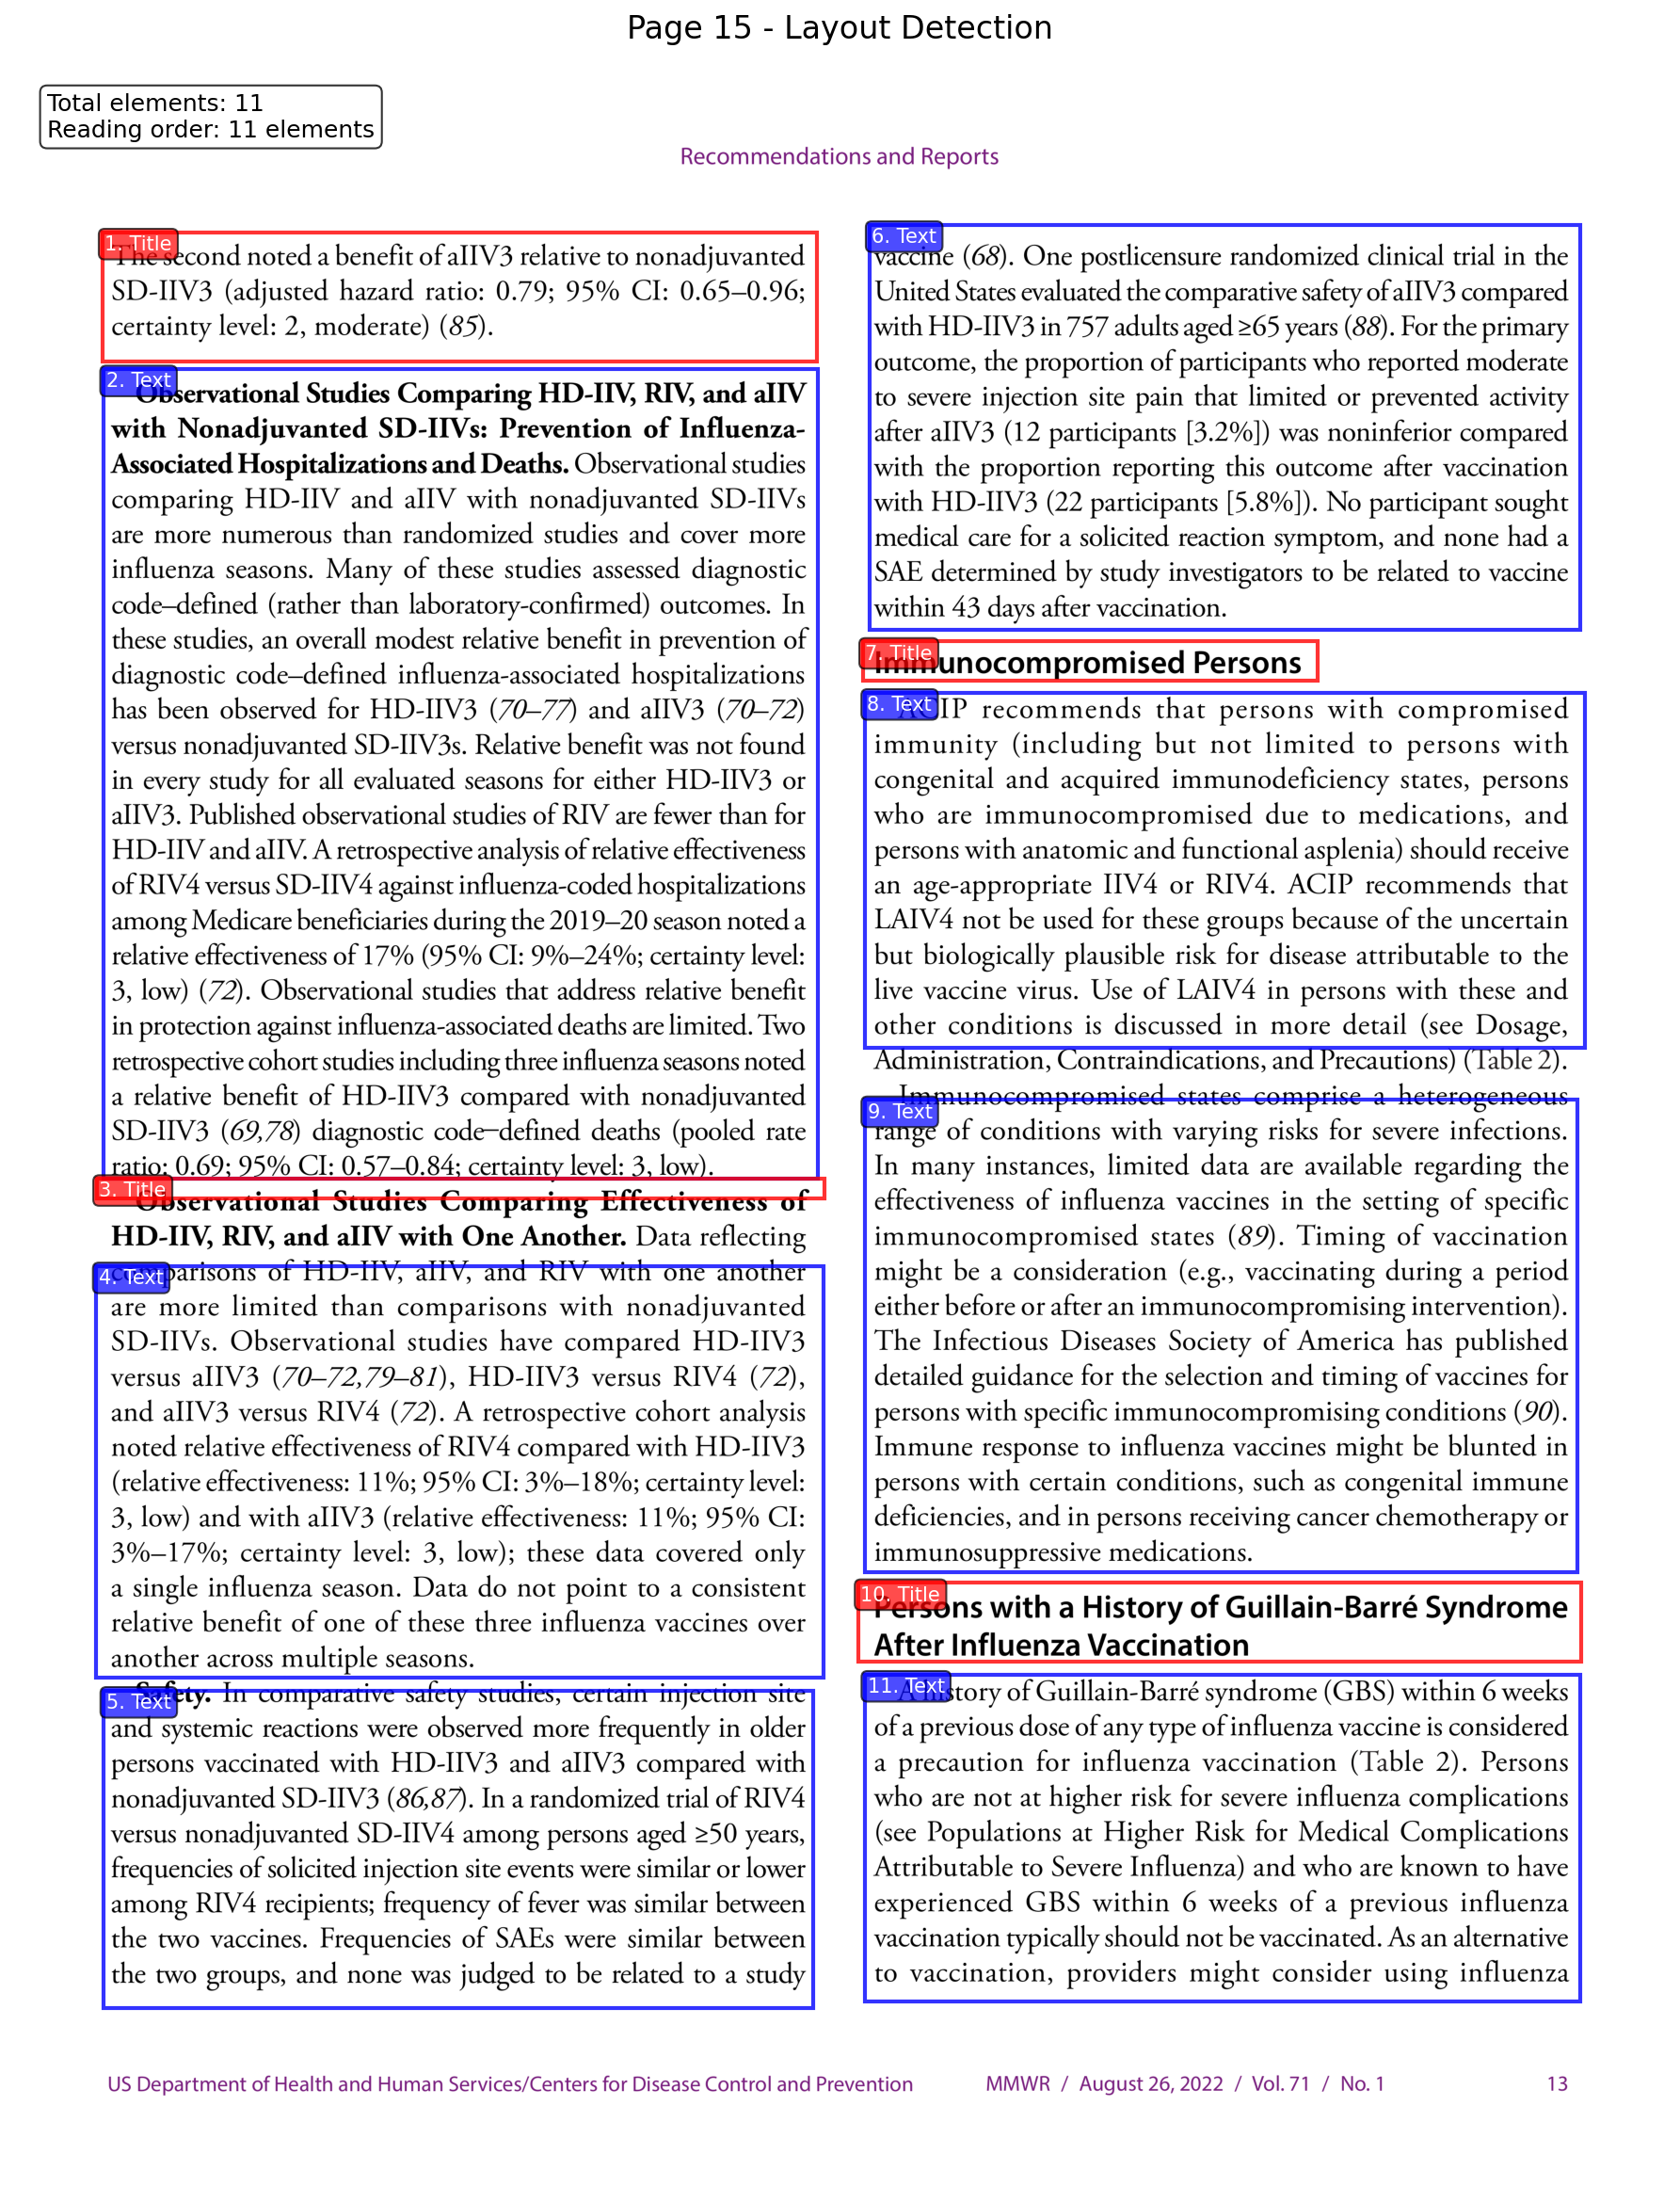 Page 15 - Layout Detection
Total elements: 11
Reading order: 11 elements
Recommendations and Reports
1. Title
The second noted a benefit of aIIV3 relative to nonadjuvanted
SD-IIV3 (adjusted hazard ratio: 0.79; 95% CI: 0.65–0.96;
certainty level: 2, moderate) (85).
2. Text
Observational Studies Comparing HD-IIV, RIV, and aIIV
with Nonadjuvanted SD-IIVs: Prevention of Influenza-
Associated Hospitalizations and Deaths. Observational studies
comparing HD-IIV and aIIV with nonadjuvanted SD-IIVs
are more numerous than randomized studies and cover more
influenza seasons. Many of these studies assessed diagnostic
code–defined (rather than laboratory-confirmed) outcomes. In
these studies, an overall modest relative benefit in prevention of
diagnostic code–defined influenza-associated hospitalizations
has been observed for HD-IIV3 (70–77) and aIIV3 (70–72)
versus nonadjuvanted SD-IIV3s. Relative benefit was not found
in every study for all evaluated seasons for either HD-IIV3 or
aIIV3. Published observational studies of RIV are fewer than for
HD-IIV and aIIV. A retrospective analysis of relative effectiveness
of RIV4 versus SD-IIV4 against influenza-coded hospitalizations
among Medicare beneficiaries during the 2019–20 season noted a
relative effectiveness of 17% (95% CI: 9%–24%; certainty level:
3, low) (72). Observational studies that address relative benefit
in protection against influenza-associated deaths are limited. Two
retrospective cohort studies including three influenza seasons noted
a relative benefit of HD-IIV3 compared with nonadjuvanted
SD-IIV3 (69,78) diagnostic code–defined deaths (pooled rate
ratio: 0.69; 95% CI: 0.57–0.84; certainty level: 3, low).
3. Title
Observational Studies Comparing Effectiveness of
HD-IIV, RIV, and aIIV with One Another. Data reflecting
4. Text
comparisons of HD-IIV, aIIV, and RIV with one another
are more limited than comparisons with nonadjuvanted
SD-IIVs. Observational studies have compared HD-IIV3
versus aIIV3 (70–72,79–81), HD-IIV3 versus RIV4 (72),
and aIIV3 versus RIV4 (72). A retrospective cohort analysis
noted relative effectiveness of RIV4 compared with HD-IIV3
(relative effectiveness: 11%; 95% CI: 3%–18%; certainty level:
3, low) and with aIIV3 (relative effectiveness: 11%; 95% CI:
3%–17%; certainty level: 3, low); these data covered only
a single influenza season. Data do not point to a consistent
relative benefit of one of these three influenza vaccines over
another across multiple seasons.
5. Text
Safety. In comparative safety studies, certain injection site
and systemic reactions were observed more frequently in older
persons vaccinated with HD-IIV3 and aIIV3 compared with
nonadjuvanted SD-IIV3 (86,87). In a randomized trial of RIV4
versus nonadjuvanted SD-IIV4 among persons aged ≥50 years,
frequencies of solicited injection site events were similar or lower
among RIV4 recipients; frequency of fever was similar between
the two vaccines. Frequencies of SAEs were similar between
the two groups, and none was judged to be related to a study
6. Text
vaccine (68). One postlicensure randomized clinical trial in the
United States evaluated the comparative safety of aIIV3 compared
with HD-IIV3 in 757 adults aged ≥65 years (88). For the primary
outcome, the proportion of participants who reported moderate
to severe injection site pain that limited or prevented activity
after aIIV3 (12 participants [3.2%]) was noninferior compared
with the proportion reporting this outcome after vaccination
with HD-IIV3 (22 participants [5.8%]). No participant sought
medical care for a solicited reaction symptom, and none had a
SAE determined by study investigators to be related to vaccine
within 43 days after vaccination.
7. Title
Immunocompromised Persons
8. Text
ACIP recommends that persons with compromised
immunity (including but not limited to persons with
congenital and acquired immunodeficiency states, persons
who are immunocompromised due to medications, and
persons with anatomic and functional asplenia) should receive
an age-appropriate IIV4 or RIV4. ACIP recommends that
LAIV4 not be used for these groups because of the uncertain
but biologically plausible risk for disease attributable to the
live vaccine virus. Use of LAIV4 in persons with these and
other conditions is discussed in more detail (see Dosage,
Administration, Contraindications, and Precautions) (Table 2).
9. Text
Immunocompromised states comprise a heterogeneous
range of conditions with varying risks for severe infections.
In many instances, limited data are available regarding the
effectiveness of influenza vaccines in the setting of specific
immunocompromised states (89). Timing of vaccination
might be a consideration (e.g., vaccinating during a period
either before or after an immunocompromising intervention).
The Infectious Diseases Society of America has published
detailed guidance for the selection and timing of vaccines for
persons with specific immunocompromising conditions (90).
Immune response to influenza vaccines might be blunted in
persons with certain conditions, such as congenital immune
deficiencies, and in persons receiving cancer chemotherapy or
immunosuppressive medications.
10. Title
Persons with a History of Guillain-Barré Syndrome
After Influenza Vaccination
11. Text
A history of Guillain-Barré syndrome (GBS) within 6 weeks
of a previous dose of any type of influenza vaccine is considered
a precaution for influenza vaccination (Table 2). Persons
who are not at higher risk for severe influenza complications
(see Populations at Higher Risk for Medical Complications
Attributable to Severe Influenza) and who are known to have
experienced GBS within 6 weeks of a previous influenza
vaccination typically should not be vaccinated. As an alternative
to vaccination, providers might consider using influenza
US Department of Health and Human Services/Centers for Disease Control and Prevention MMWR / August 26, 2022 / Vol. 71 / No. 1 13